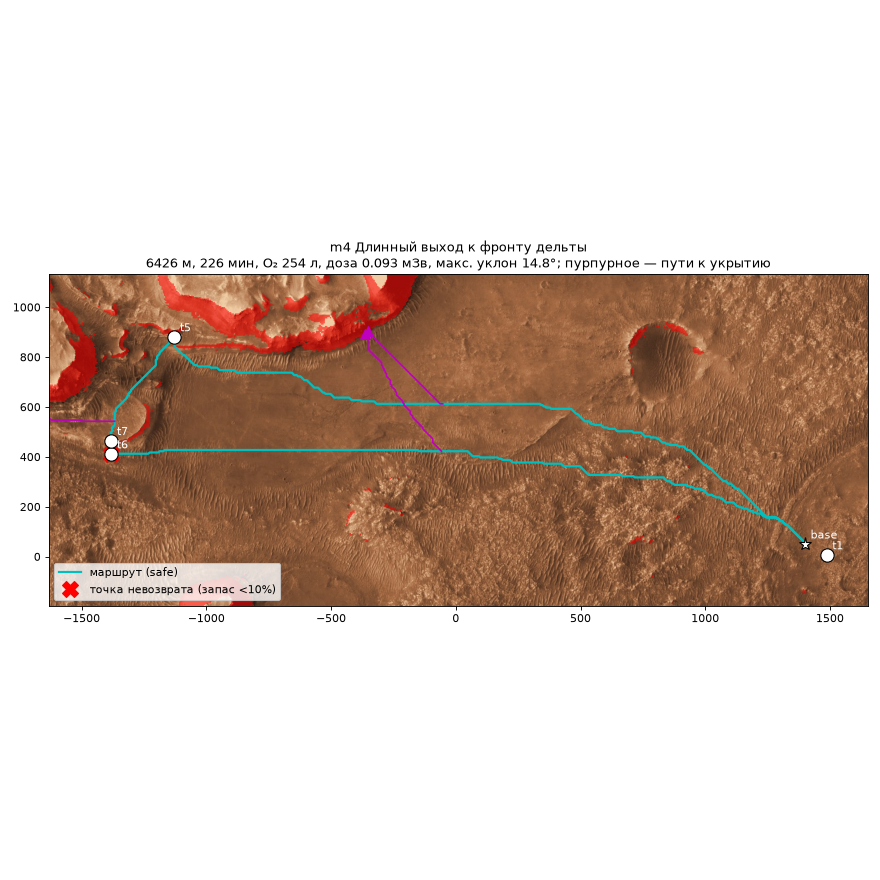 m4 Длинный выход к фронту дельты
6426 м, 226 мин, O₂ 254 л, доза 0.093 мЗв, макс. уклон 14.8°; пурпурное — пути к укрытию
1000
800
600
400
200
0
t5
t7
t6
base
t1
маршрут (safe)
точка невозврата (запас <10%)
−1500
−1000
−500
0
500
1000
1500